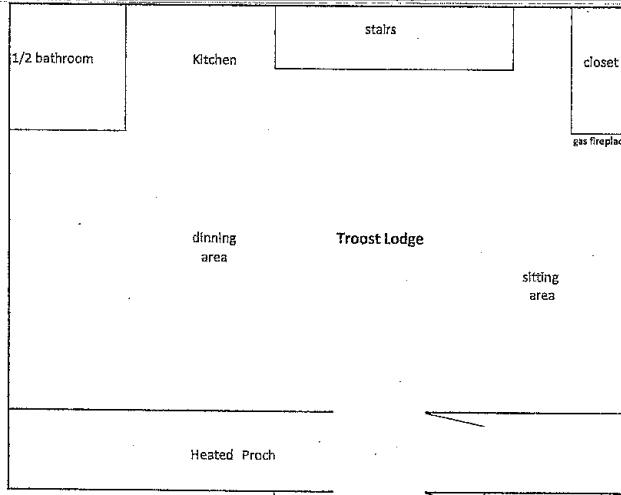 stairs
1/2 bathroom
Kitchen
closet
gas fireplac
dinning
area
Troost Lodge
sitting
area
Heated Proch